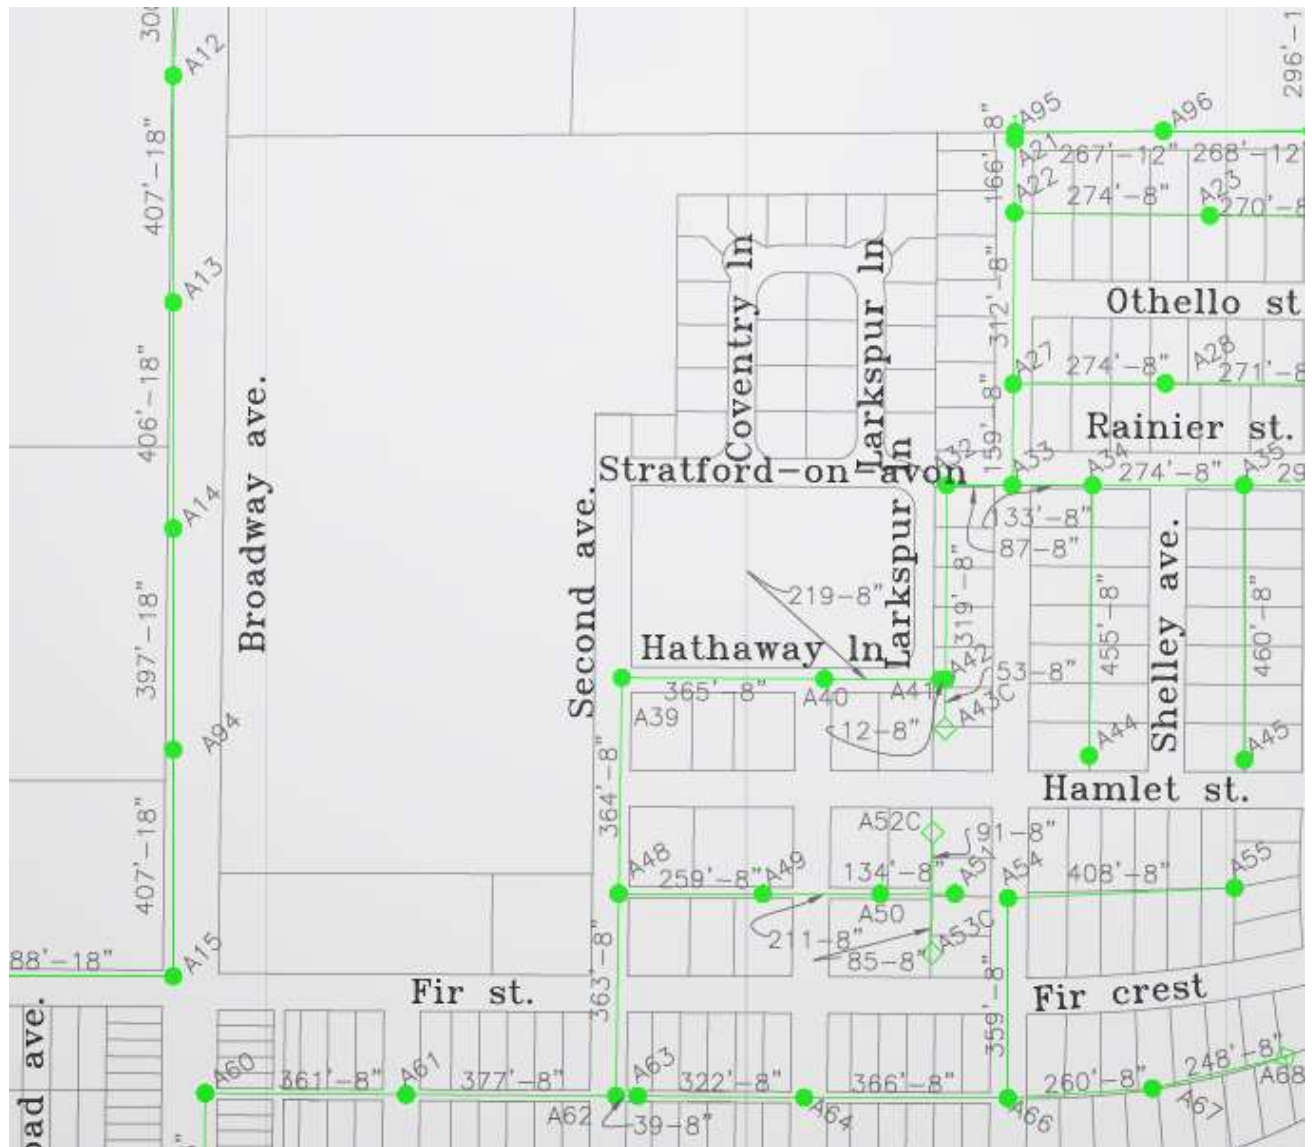 300
A12
407'-18"
A13
406'-18"
A14
397'-18"
A94
407'-18"
88'-18"
A15
Broadway ave.
Second ave.
Coventry ln
Larkspur ln
Stratford-on-avon
Larkspur ln
Hathaway ln
219-8"
365'-8"
A39
A40
A41
A42
12-8"
A43C
53-8"
319'-8"
364'-8"
A95
A96
296'-1
A21
267'-12"
268'-12"
166'-8"
A22
274'-8"
A23
270'-8
312'-8"
Othello st
A27
274'-8"
A28
271'-8
159'-8"
Rainier st.
A32
A33
A34
274'-8"
A35
29
133'-8"
87-8"
455'-8"
Shelley ave.
460'-8"
A44
A45
Hamlet st.
A52C
91-8"
A48
259'-8"
A49
134'-8"
A54
408'-8"
A55
A50
211-8"
A53C
85-8"
363'-8"
359'-8"
Fir st.
Fir crest
oad ave.
A60
361'-8"
A61
377'-8"
A62
A63
39-8"
322'-8"
A64
366'-8"
A66
260'-8"
A67
248'-8"
A68